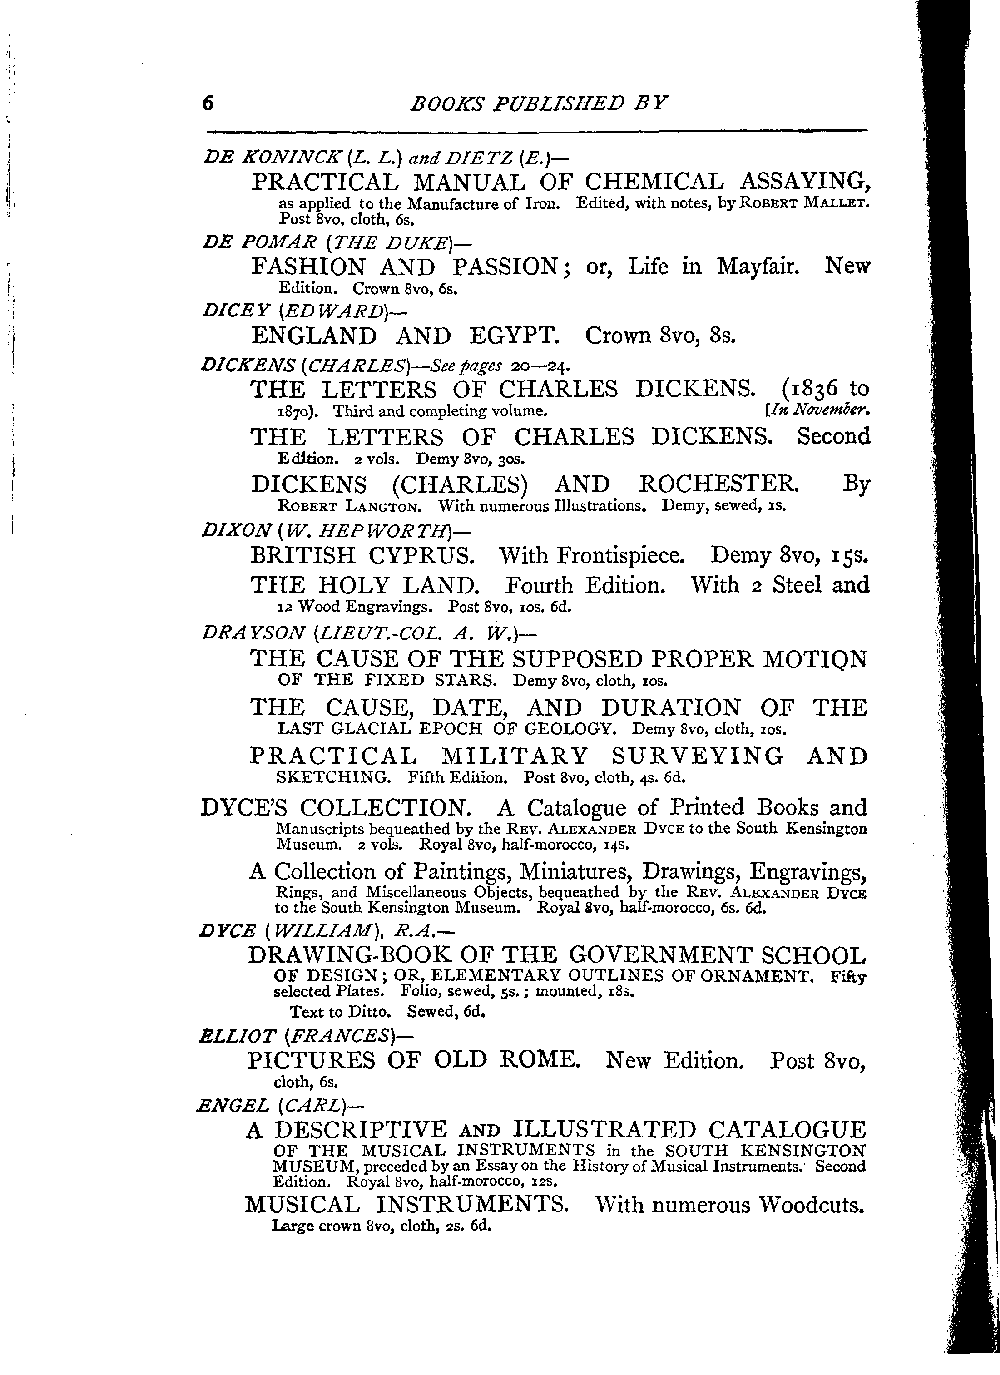 6 BOOKS PUBLISHED BY
DE KONINCK (L. L.) and DIETZ (E.)—
PRACTICAL MANUAL OF CHEMICAL ASSAYING,
as applied to the Manufacture of Iron. Edited, with notes, by ROBERT MALLET.
Post 8vo, cloth, 6s.
DE POMAR (THE DUKE)—
FASHION AND PASSION; or, Life in Mayfair. New
Edition. Crown 8vo, 6s.
DICEY (EDWARD)—
ENGLAND AND EGYPT. Crown 8vo, 8s.
DICKENS (CHARLES)—See pages 20—24.
THE LETTERS OF CHARLES DICKENS. (1836 to
1870). Third and completing volume. [In November.
THE LETTERS OF CHARLES DICKENS. Second
Edition. 2 vols. Demy 8vo, 30s.
DICKENS (CHARLES) AND ROCHESTER. By
ROBERT LANGTON. With numerous Illustrations. Demy, sewed, 1s.
DIXON (W. HEPWORTH)—
BRITISH CYPRUS. With Frontispiece. Demy 8vo, 15s.
THE HOLY LAND. Fourth Edition. With 2 Steel and
12 Wood Engravings. Post 8vo, 10s. 6d.
DRAYSON (LIEUT.-COL. A. W.)—
THE CAUSE OF THE SUPPOSED PROPER MOTION
OF THE FIXED STARS. Demy 8vo, cloth, 10s.
THE CAUSE, DATE, AND DURATION OF THE
LAST GLACIAL EPOCH OF GEOLOGY. Demy 8vo, cloth, 10s.
PRACTICAL MILITARY SURVEYING AND
SKETCHING. Fifth Edition. Post 8vo, cloth, 4s. 6d.
DYCE'S COLLECTION. A Catalogue of Printed Books and
Manuscripts bequeathed by the REV. ALEXANDER DYCE to the South Kensington
Museum. 2 vols. Royal 8vo, half-morocco, 14s.
A Collection of Paintings, Miniatures, Drawings, Engravings,
Rings, and Miscellaneous Objects, bequeathed by the REV. ALEXANDER DYCE
to the South Kensington Museum. Royal 8vo, half-morocco, 6s. 6d.
DYCE (WILLIAM), R.A.—
DRAWING-BOOK OF THE GOVERNMENT SCHOOL
OF DESIGN; OR, ELEMENTARY OUTLINES OF ORNAMENT. Fifty
selected Plates. Folio, sewed, 5s.; mounted, 18s.
Text to Ditto. Sewed, 6d.
ELLIOT (FRANCES)—
PICTURES OF OLD ROME. New Edition. Post 8vo,
cloth, 6s.
ENGEL (CARL)—
A DESCRIPTIVE AND ILLUSTRATED CATALOGUE
OF THE MUSICAL INSTRUMENTS in the SOUTH KENSINGTON
MUSEUM, preceded by an Essay on the History of Musical Instruments. Second
Edition. Royal 8vo, half-morocco, 12s.
MUSICAL INSTRUMENTS. With numerous Woodcuts.
Large crown 8vo, cloth, 2s. 6d.